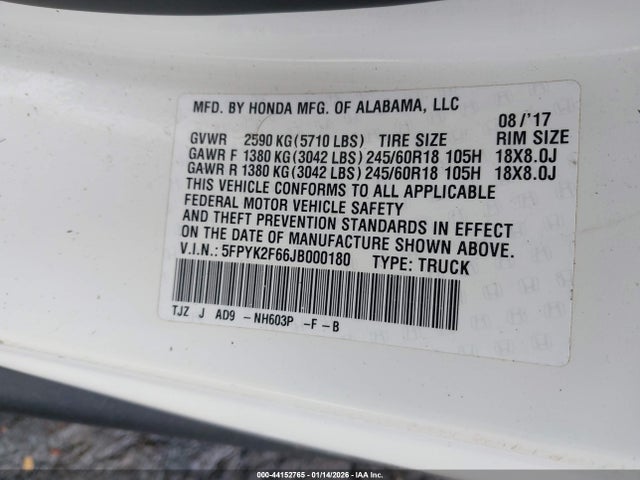 MFD. BY HONDA MFG. OF ALABAMA, LLC
08/'17
GVWR 2590 KG(5710 LBS) TIRE SIZE RIM SIZE
GAWR F 1380 KG(3042 LBS) 245/60R18 105H 18X8.0J
GAWR R 1380 KG(3042 LBS) 245/60R18 105H 18X8.0J
THIS VEHICLE CONFORMS TO ALL APPLICABLE
FEDERAL MOTOR VEHICLE SAFETY
AND THEFT PREVENTION STANDARDS IN EFFECT
ON THE DATE OF MANUFACTURE SHOWN ABOVE.
V.I.N.: 5FPYK2F66JB000180 TYPE: TRUCK
TJZ J AD9 -NH603P -F-B
000-44152765 - 01/14/2026 - IAA Inc.